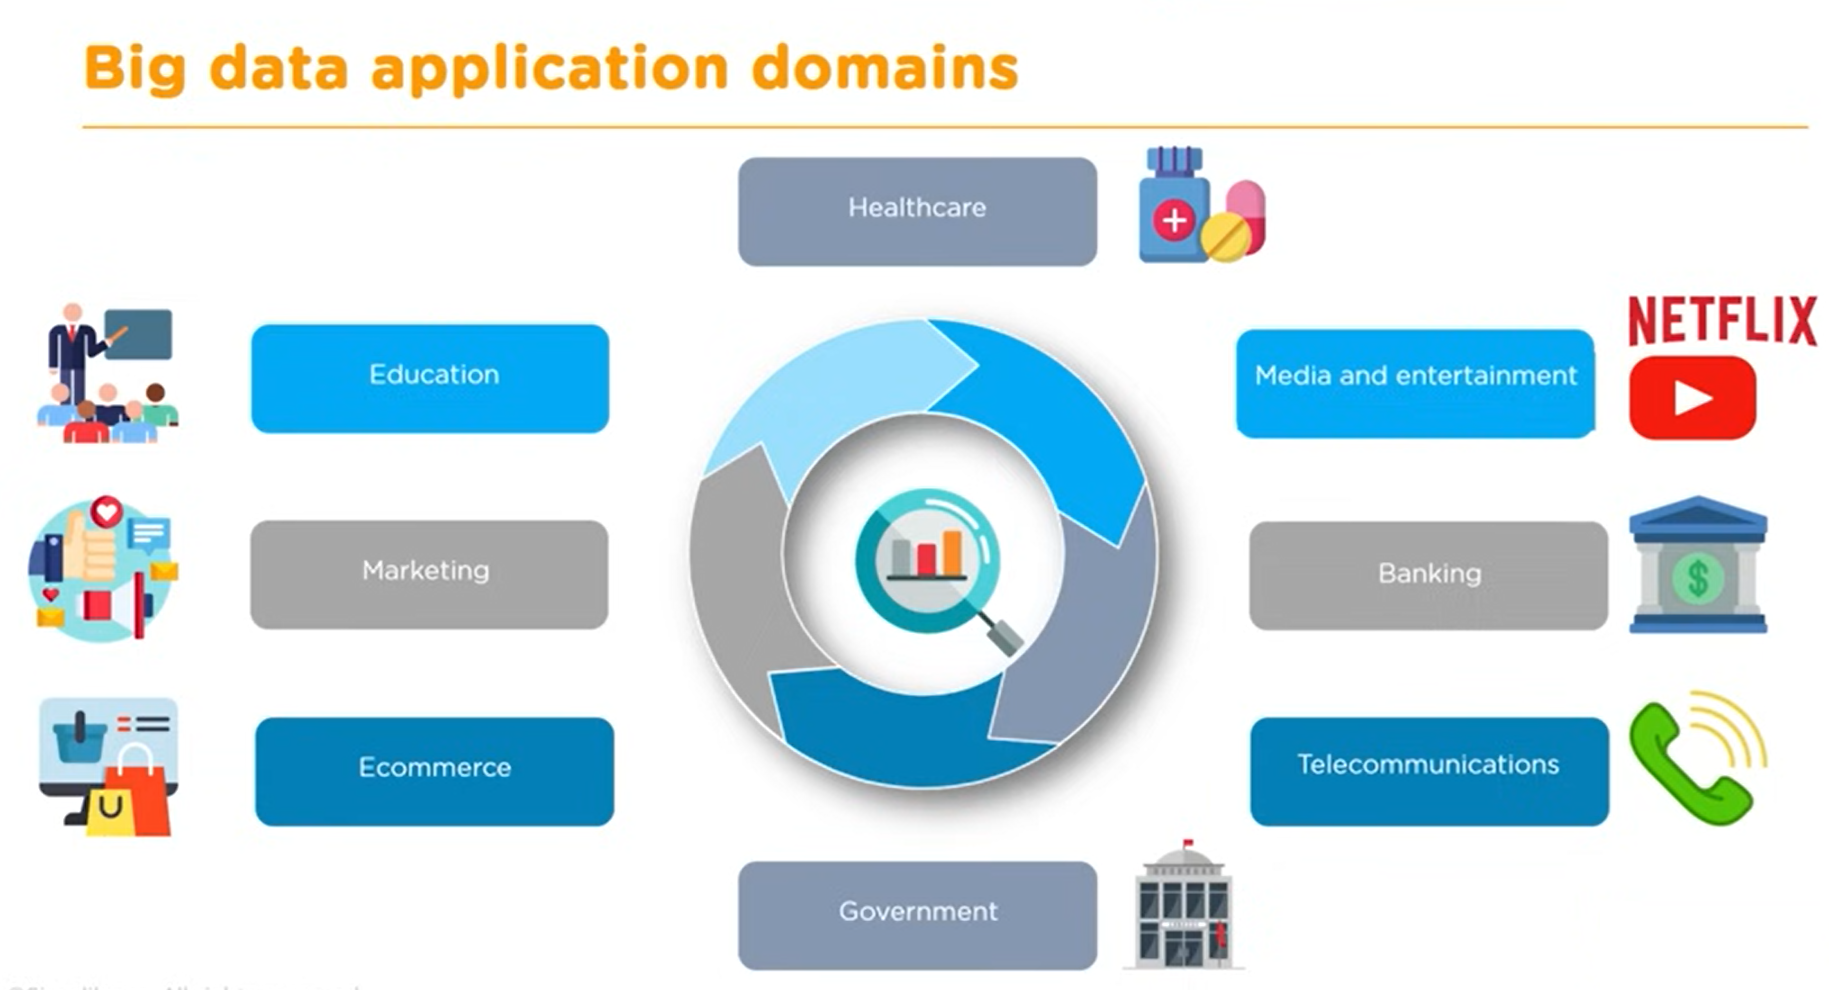 Big data application domains
Healthcare
Education
Media and entertainment
NETFLIX
Marketing
Banking
$
Ecommerce
Telecommunications
Government